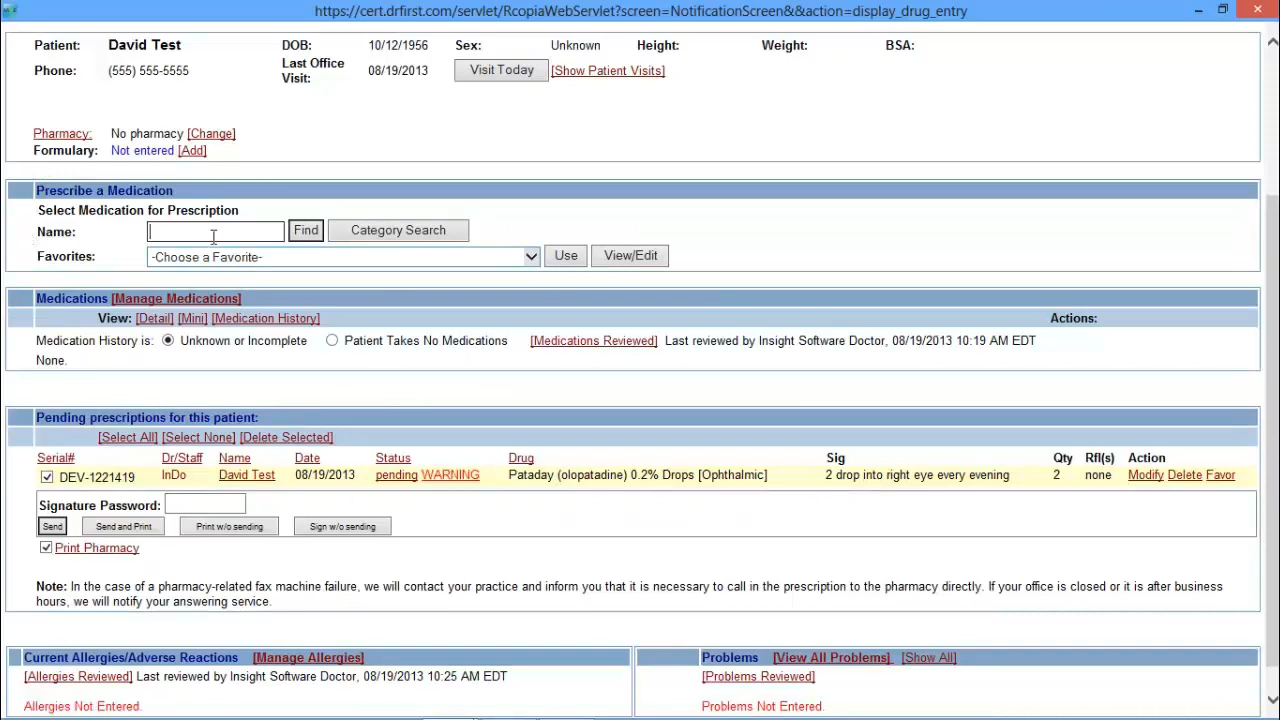 https://cert.drfirst.com/servlet/RcopiaWebServlet?screen=NotificationScreen&&action=display_drug_entry
Patient: David Test DOB: 10/12/1956 Sex: Unknown Height: Weight: BSA:
Phone: (555) 555-5555 Last Office Visit: 08/19/2013 Visit Today [Show Patient Visits]
Pharmacy: No pharmacy [Change]
Formulary: Not entered [Add]
Prescribe a Medication
Select Medication for Prescription
Name: Find Category Search
Favorites: -Choose a Favorite- Use View/Edit
Medications [Manage Medications]
View: [Detail] [Mini] [Medication History] Actions:
Medication History is: Unknown or Incomplete Patient Takes No Medications [Medications Reviewed] Last reviewed by Insight Software Doctor, 08/19/2013 10:19 AM EDT
None.
Pending prescriptions for this patient:
[Select All] [Select None] [Delete Selected]
Serial# Dr/Staff Name Date Status Drug Sig Qty Rfl(s) Action
DEV-1221419 InDo David Test 08/19/2013 pending WARNING Pataday (olopatadine) 0.2% Drops [Ophthalmic] 2 drop into right eye every evening 2 none Modify Delete Favor
Signature Password:
Send Send and Print Print w/o sending Sign w/o sending
Print Pharmacy
Note: In the case of a pharmacy-related fax machine failure, we will contact your practice and inform you that it is necessary to call in the prescription to the pharmacy directly. If your office is closed or it is after business
hours, we will notify your answering service.
Current Allergies/Adverse Reactions [Manage Allergies] Problems [View All Problems] [Show All]
[Allergies Reviewed] Last reviewed by Insight Software Doctor, 08/19/2013 10:25 AM EDT [Problems Reviewed]
Allergies Not Entered. Problems Not Entered.